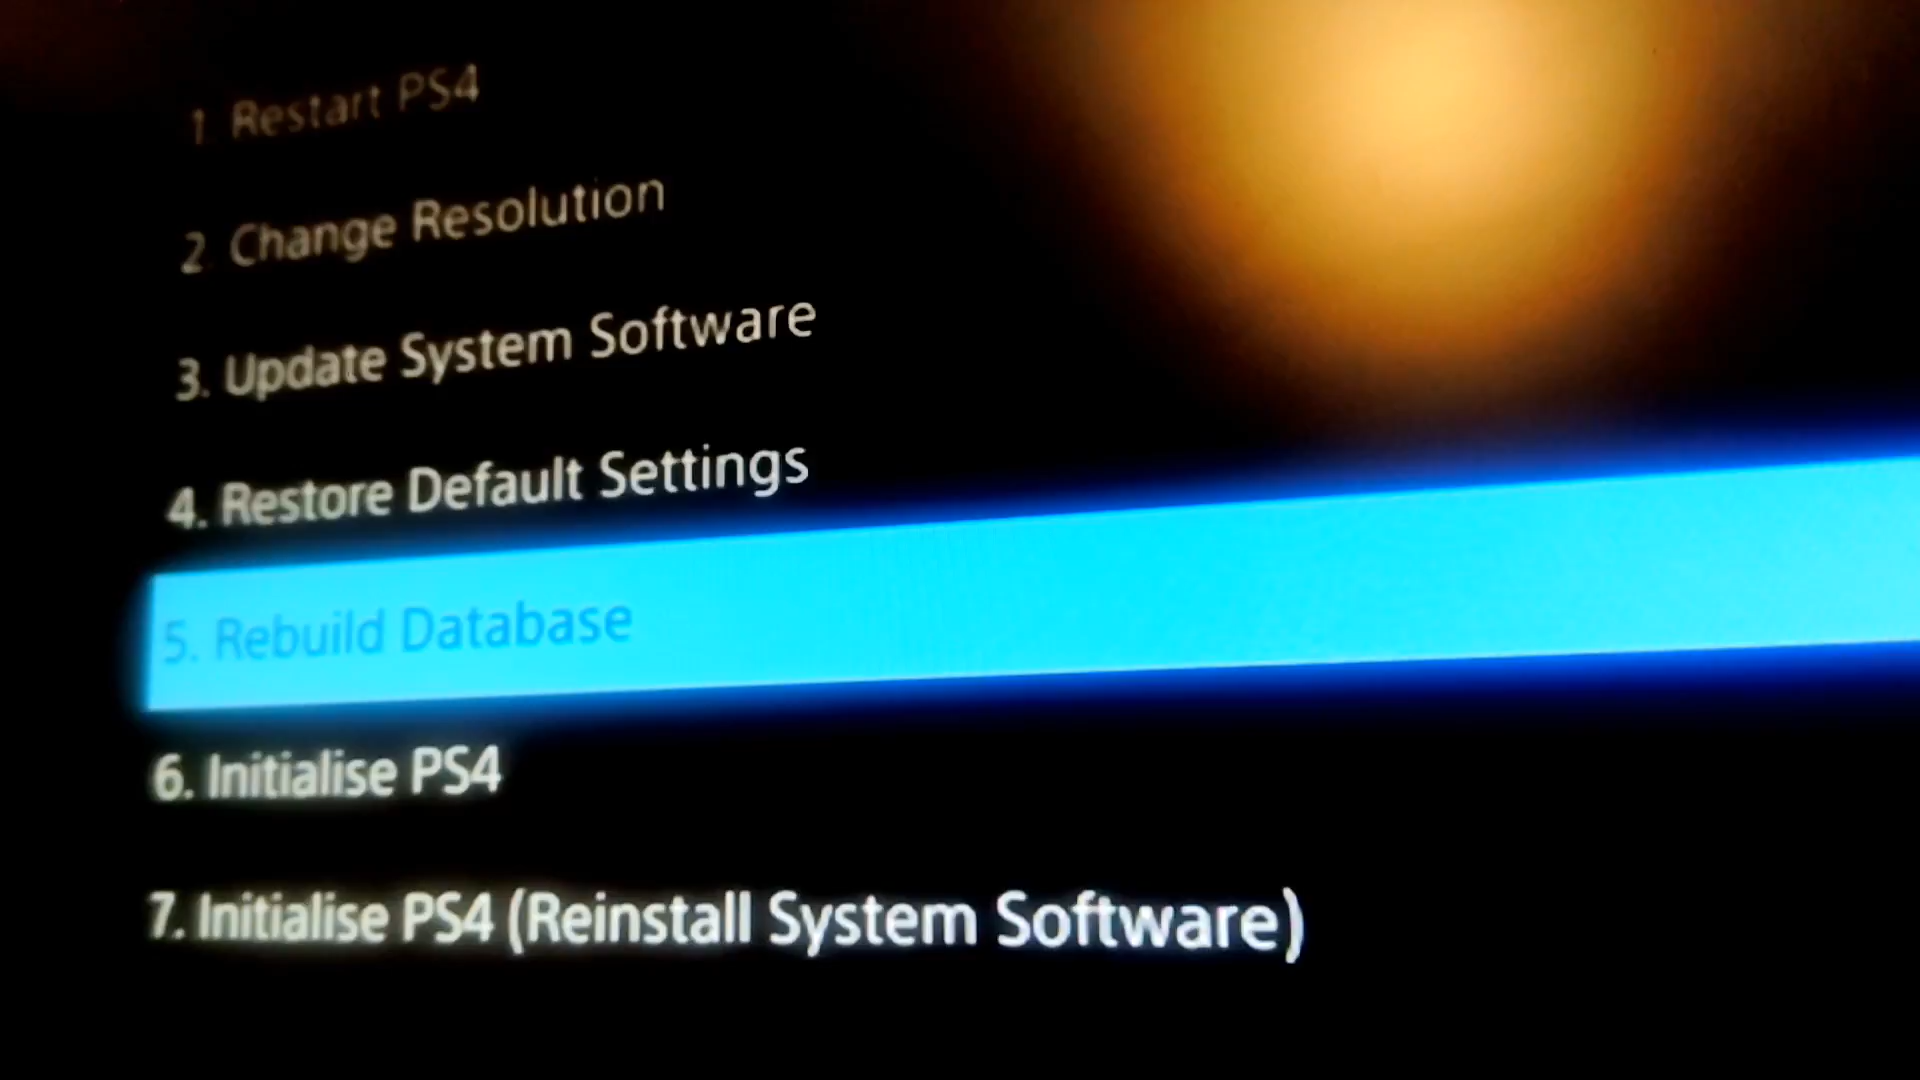 1. Restart PS4
2. Change Resolution
3. Update System Software
4. Restore Default Settings
5. Rebuild Database
6. Initialise PS4
7. Initialise PS4 (Reinstall System Software)